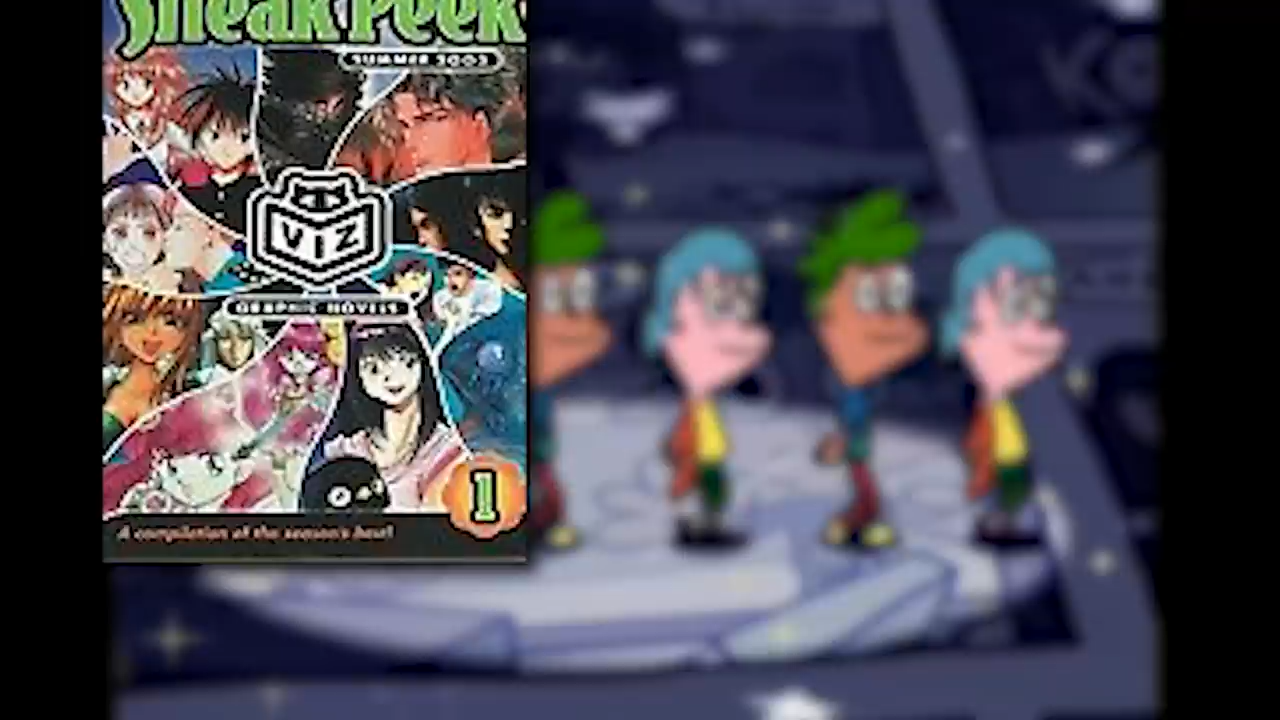 Sneak Peek
SUMMER 2003
VIZ
GRAPHIC NOVELS
1
A compilation of the season's best!